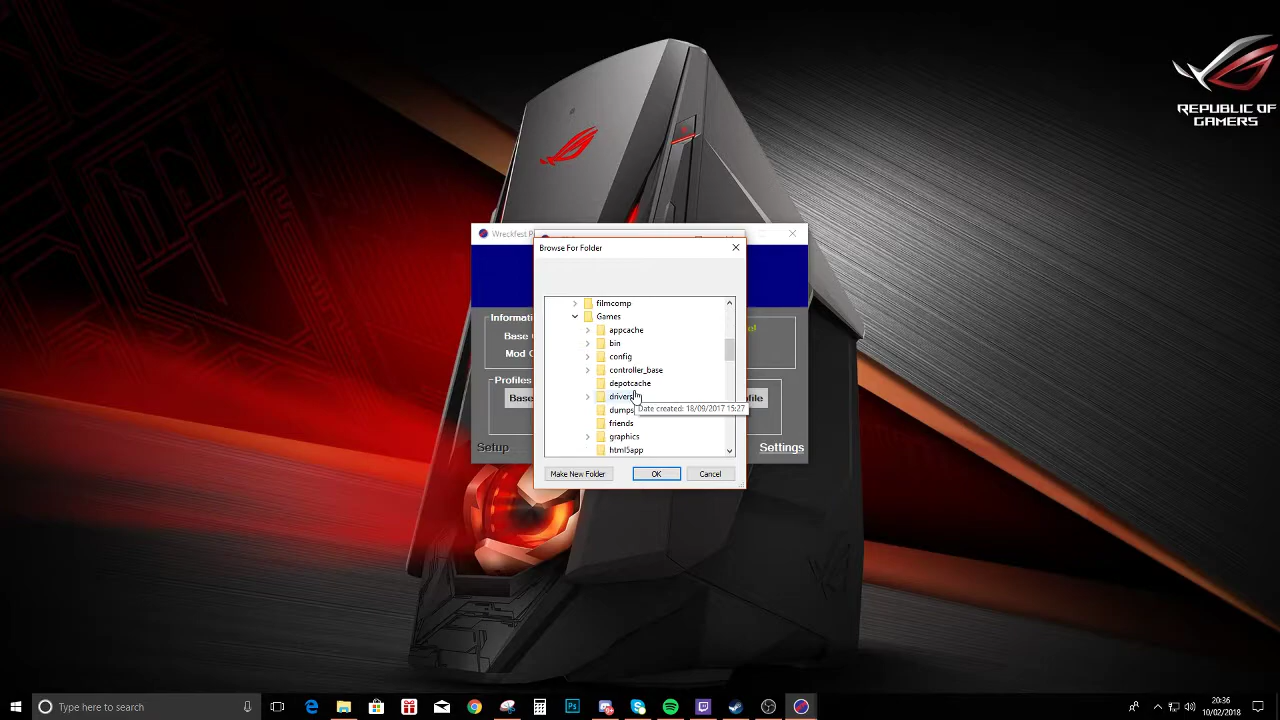 REPUBLIC OF
GAMERS
Wreckfest P
Browse For Folder
filmcomp
Games
appcache
bin
config
controller_base
depotcache
drivers
Date created: 18/09/2017 15:27
dumps
friends
graphics
html5app
Make New Folder
OK
Cancel
Informati
Base
Mod
Profiles
Base
file
Setup
Settings
Type here to search
20:36
10/02/2018